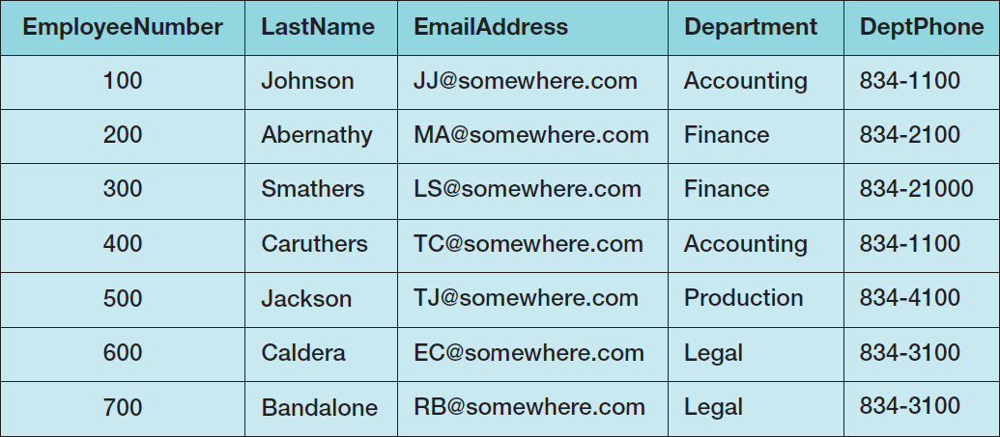 EmployeeNumber LastName EmailAddress Department DeptPhone
100 Johnson JJ@somewhere.com Accounting 834-1100
200 Abernathy MA@somewhere.com Finance 834-2100
300 Smathers LS@somewhere.com Finance 834-21000
400 Caruthers TC@somewhere.com Accounting 834-1100
500 Jackson TJ@somewhere.com Production 834-4100
600 Caldera EC@somewhere.com Legal 834-3100
700 Bandalone RB@somewhere.com Legal 834-3100